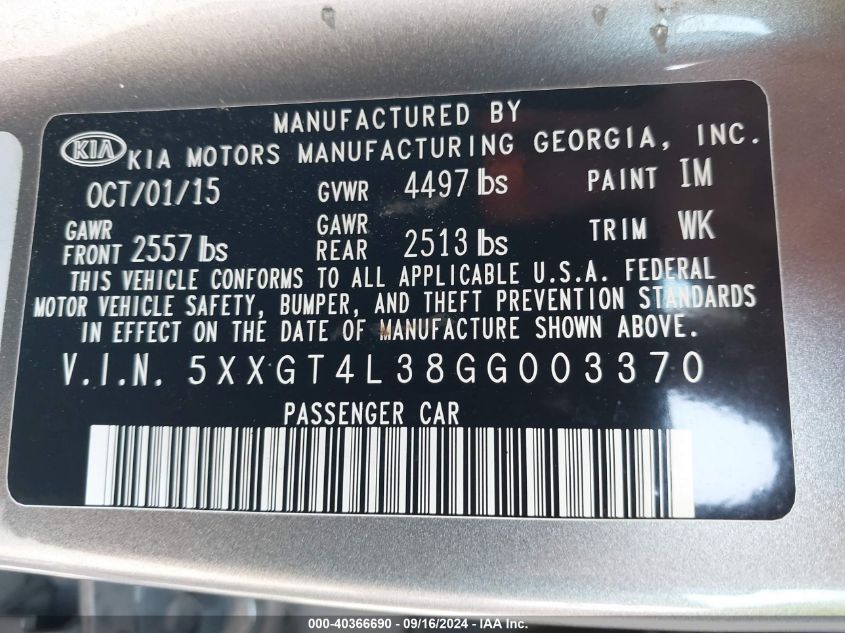 MANUFACTURED BY
KIA KIA MOTORS MANUFACTURING GEORGIA, INC.
OCT/01/15 GVWR 4497 lbs PAINT IM
GAWR FRONT 2557 lbs GAWR REAR 2513 lbs TRIM WK
THIS VEHICLE CONFORMS TO ALL APPLICABLE U.S.A. FEDERAL
MOTOR VEHICLE SAFETY, BUMPER, AND THEFT PREVENTION STANDARDS
IN EFFECT ON THE DATE OF MANUFACTURE SHOWN ABOVE.
V.I.N. 5XXGT4L38GG003370
PASSENGER CAR
000-40366690 - 09/16/2024 - IAA Inc.